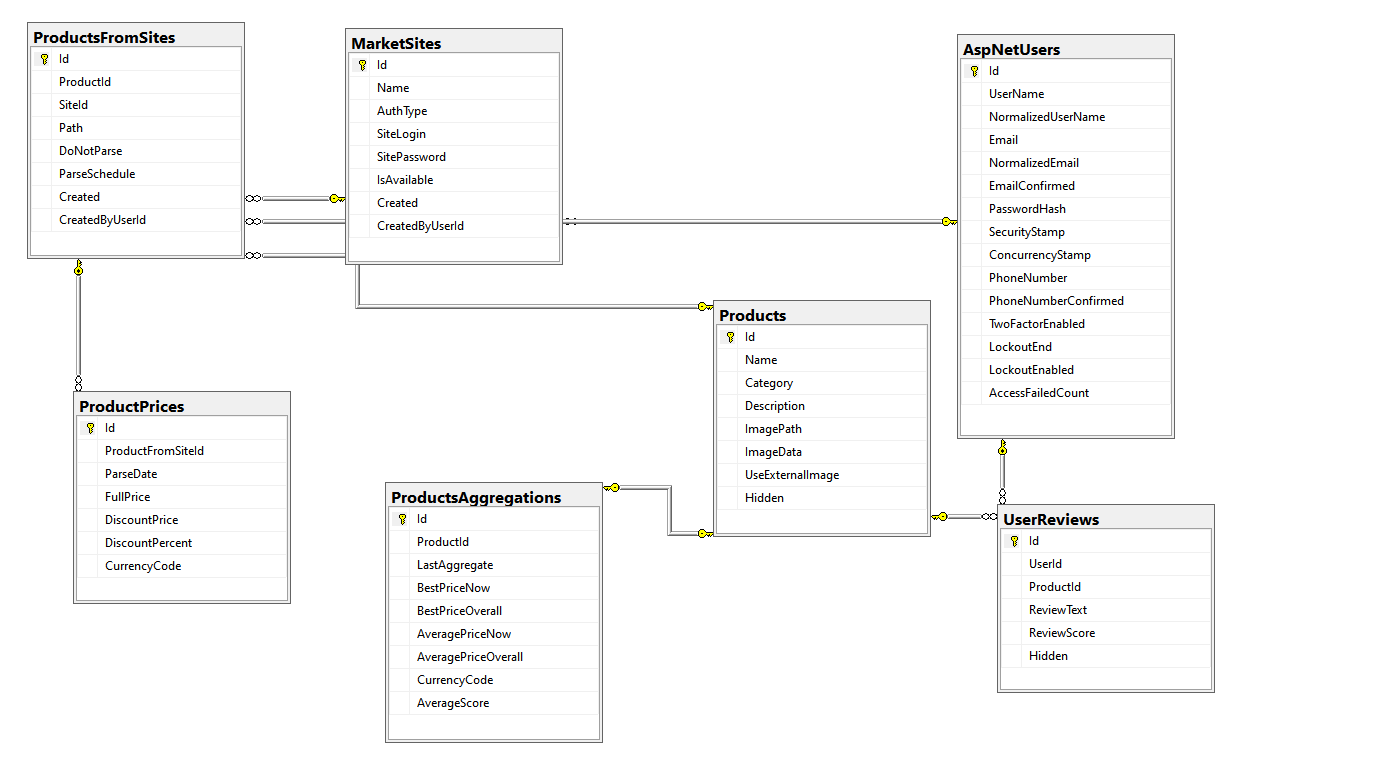 ProductsFromSites
Id
ProductId
SiteId
Path
DoNotParse
ParseSchedule
Created
CreatedByUserId
MarketSites
Id
Name
AuthType
SiteLogin
SitePassword
IsAvailable
Created
CreatedByUserId
AspNetUsers
Id
UserName
NormalizedUserName
Email
NormalizedEmail
EmailConfirmed
PasswordHash
SecurityStamp
ConcurrencyStamp
PhoneNumber
PhoneNumberConfirmed
TwoFactorEnabled
LockoutEnd
LockoutEnabled
AccessFailedCount
Products
Id
Name
Category
Description
ImagePath
ImageData
UseExternalImage
Hidden
ProductPrices
Id
ProductFromSiteId
ParseDate
FullPrice
DiscountPrice
DiscountPercent
CurrencyCode
ProductsAggregations
Id
ProductId
LastAggregate
BestPriceNow
BestPriceOverall
AveragePriceNow
AveragePriceOverall
CurrencyCode
AverageScore
UserReviews
Id
UserId
ProductId
ReviewText
ReviewScore
Hidden